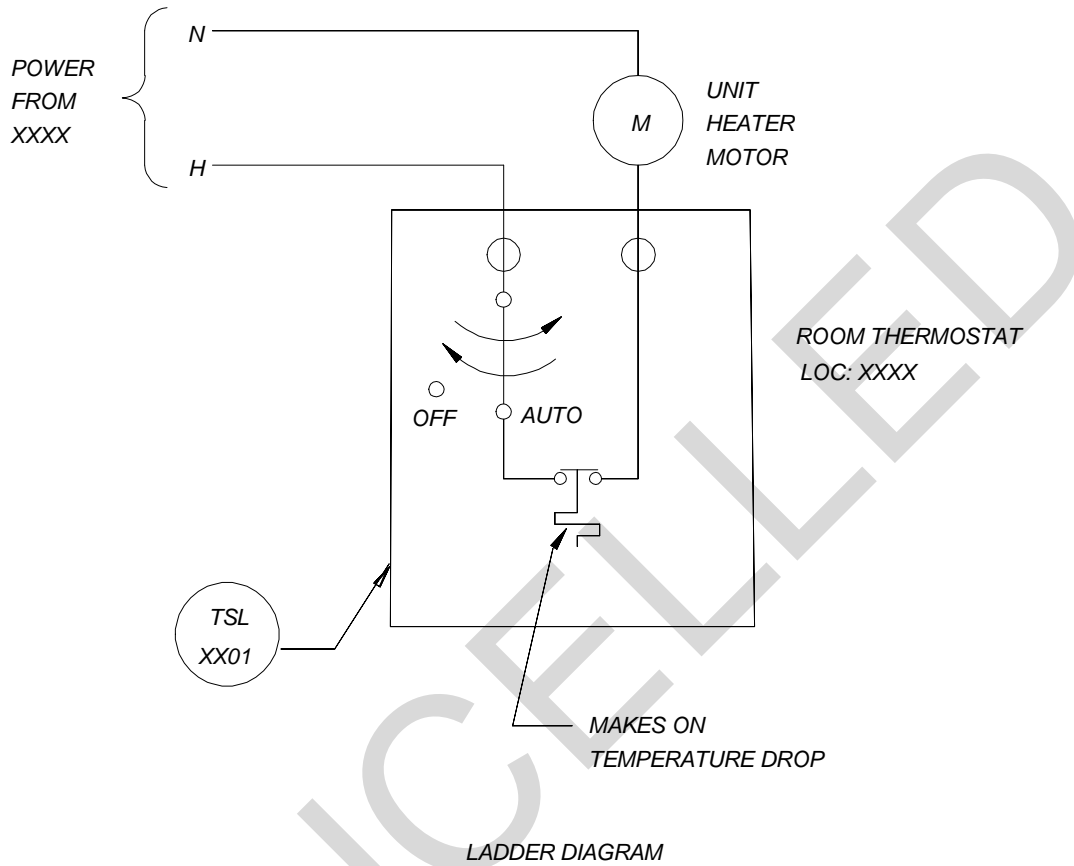 N
POWER
FROM
XXXX
H
M
UNIT
HEATER
MOTOR
ROOM THERMOSTAT
LOC: XXXX
OFF
AUTO
TSL
XX01
MAKES ON
TEMPERATURE DROP
LADDER DIAGRAM
NCELLED